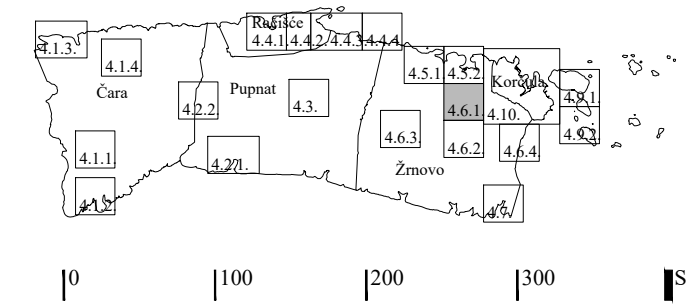 Račišće
4.1.3. 4.4.1. 4.4.2. 4.4.3. 4.4.4.
4.1.4. 4.5.1. 4.5.2.
Čara Pupnat Korčula
4.2.2. 4.3. 4.6.1. 4.10. 4.9.1.
4.1.1. 4.2.1. 4.6.3. 4.6.2. 4.6.4. 4.9.2.
Žrnovo
4.1.2. 4.7.
0 100 200 300 S